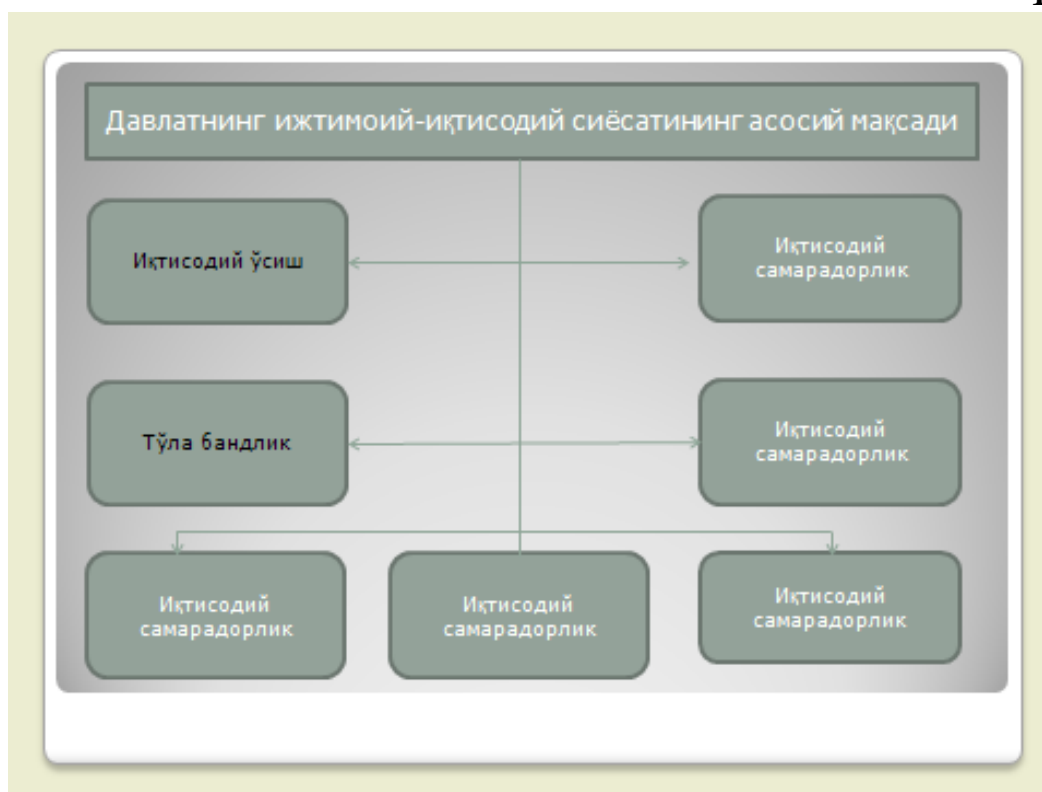 Давлатнинг ижтимоий-иқтисодий сиёсатининг асосий мақсади
Иқтисодий ўсиш
Иқтисодий
самарадорлик
Тўла бандлик
Иқтисодий
самарадорлик
Иқтисодий
самарадорлик
Иқтисодий
самарадорлик
Иқтисодий
самарадорлик